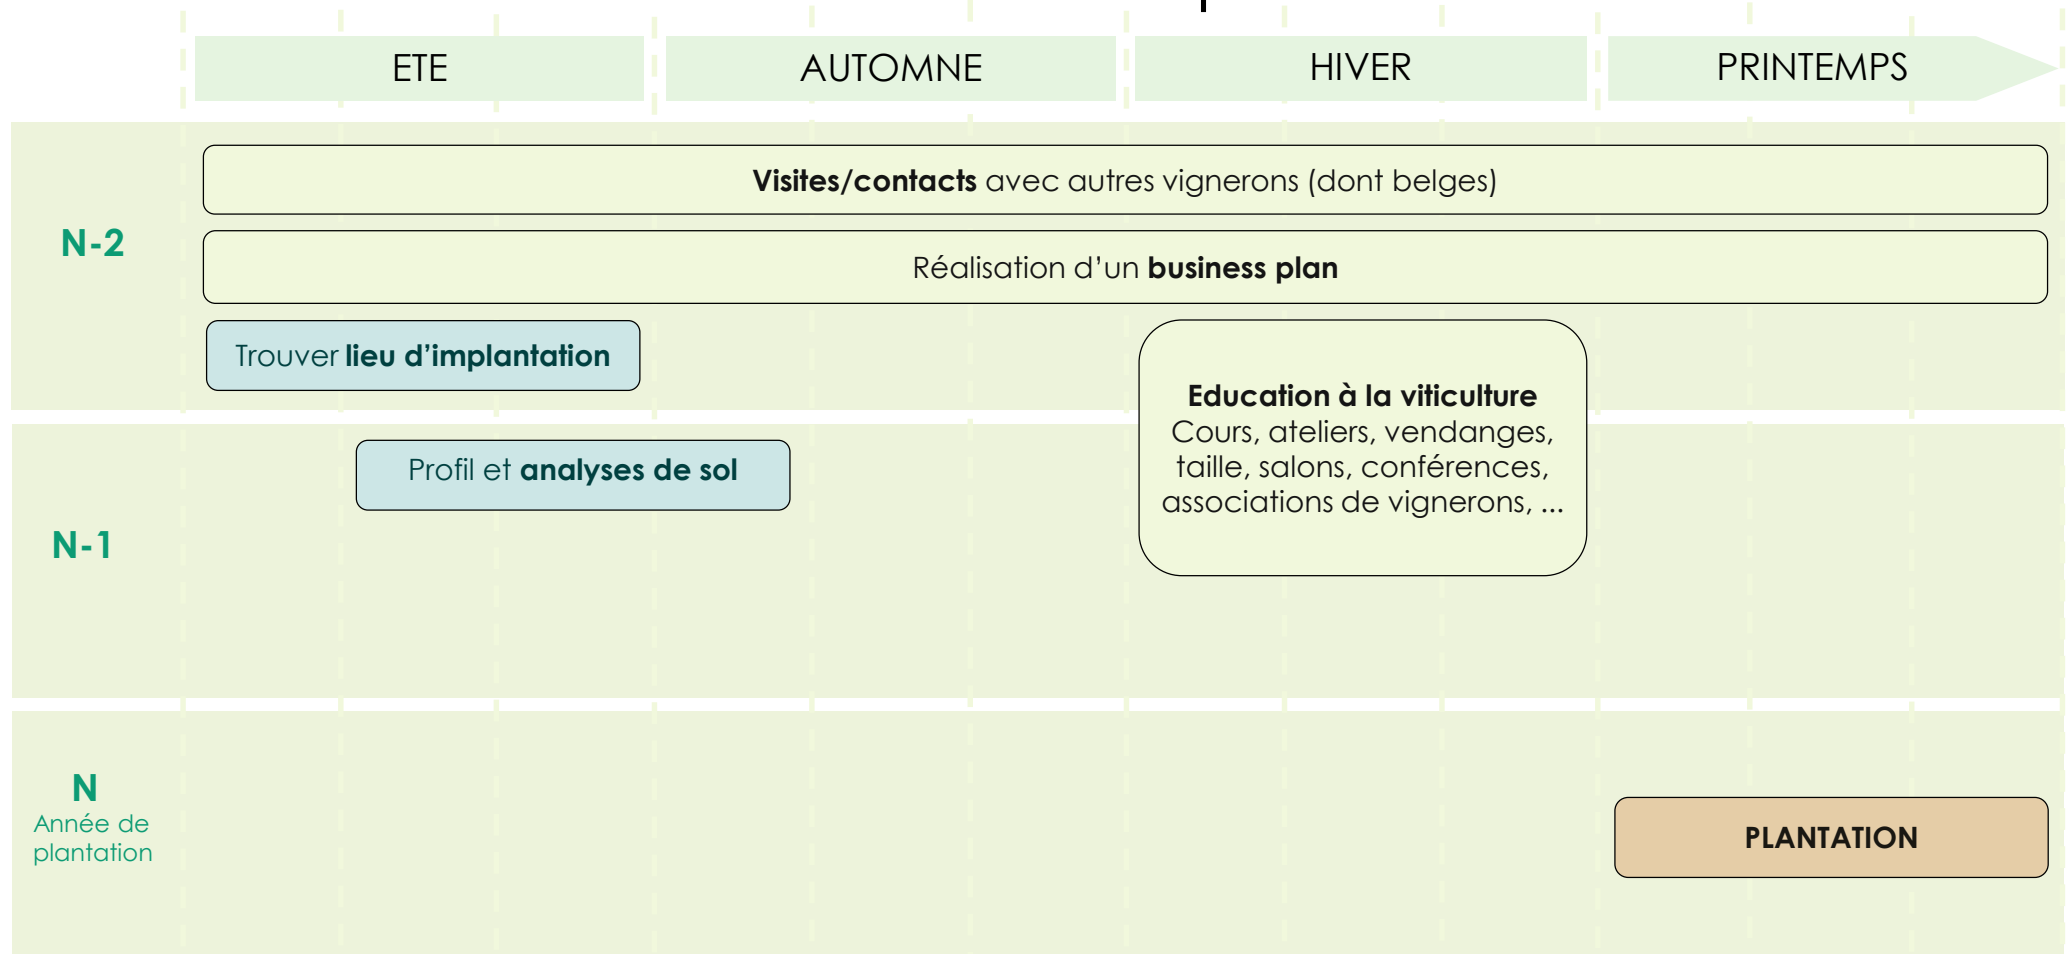 ETE
AUTOMNE
HIVER
PRINTEMPS
N-2
Visites/contacts avec autres vignerons (dont belges)
Réalisation d’un business plan
Trouver lieu d’implantation
Education à la viticulture
Cours, ateliers, vendanges,
taille, salons, conférences,
associations de vignerons, ...
N-1
Profil et analyses de sol
N
Année de
plantation
PLANTATION